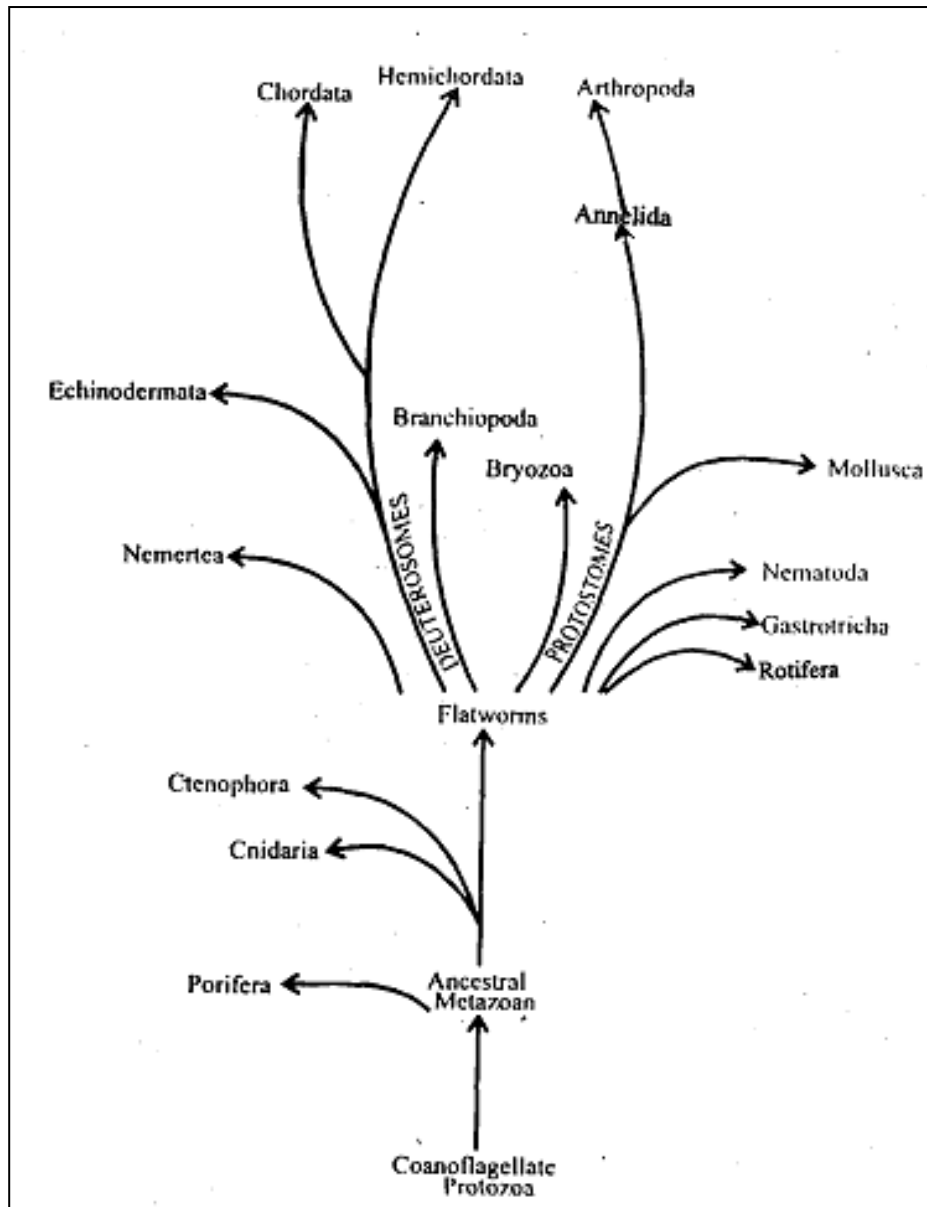 Hemichordata
Chordata
Arthropoda
Annelida
Echinodermata
Branchiopoda
Bryozoa
Mollusca
DEUTEROSOMES
PROTOSTOMES
Nemertea
Nematoda
Gastrotricha
Rotifera
Flatworms
Ctenophora
Cnidaria
Porifera
Ancestral
Metazoan
Coanoflagellate
Protozoa